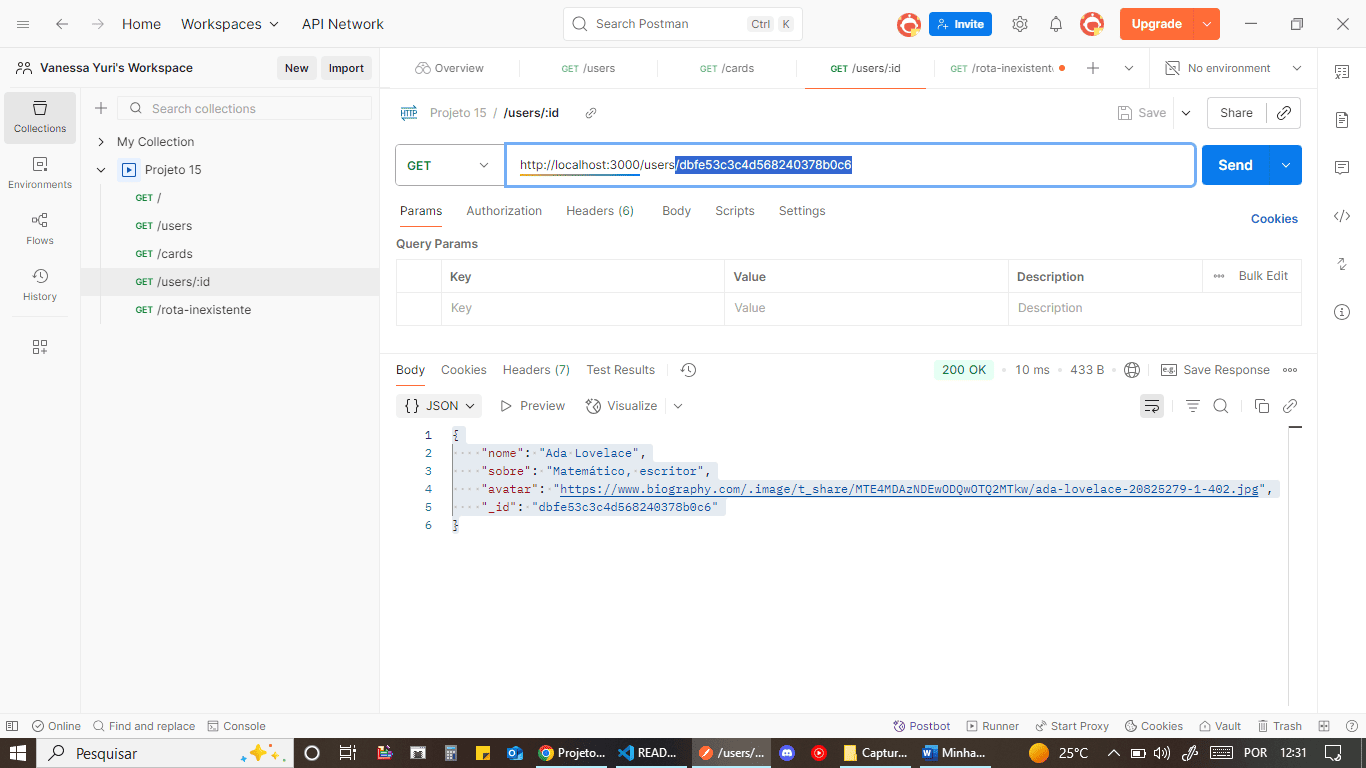 Home Workspaces API Network Search Postman Ctrl K Invite Upgrade
Vanessa Yuri's Workspace New Import Overview GET /users GET /cards GET /users/:id GET /rota-inexistent No environment
Collections
Environments
Flows
History
Search collections
My Collection
Projeto 15
GET /
GET /users
GET /cards
GET /users/:id
GET /rota-inexistente
HTTP Projeto 15 / /users/:id Save Share
GET http://localhost:3000/users/dbfe53c3c4d568240378b0c6 Send
Params Authorization Headers (6) Body Scripts Settings Cookies
Query Params
Key Value Description Bulk Edit
Key Value Description
Body Cookies Headers (7) Test Results 200 OK 10 ms 433 B e.g. Save Response
{} JSON Preview Visualize
1 {
2 "nome": "Ada Lovelace",
3 "sobre": "Matemático, escritor",
4 "avatar": "https://www.biography.com/.image/t_share/MTE4MDAzNDEwODQwOTQ2MTkw/ada-lovelace-20825279-1-402.jpg",
5 "_id": "dbfe53c3c4d568240378b0c6"
6 }
Online Find and replace Console Postbot Runner Start Proxy Cookies Vault Trash
Pesquisar Projeto... READ... /users/... Captur... Minha... 25°C POR 12:31